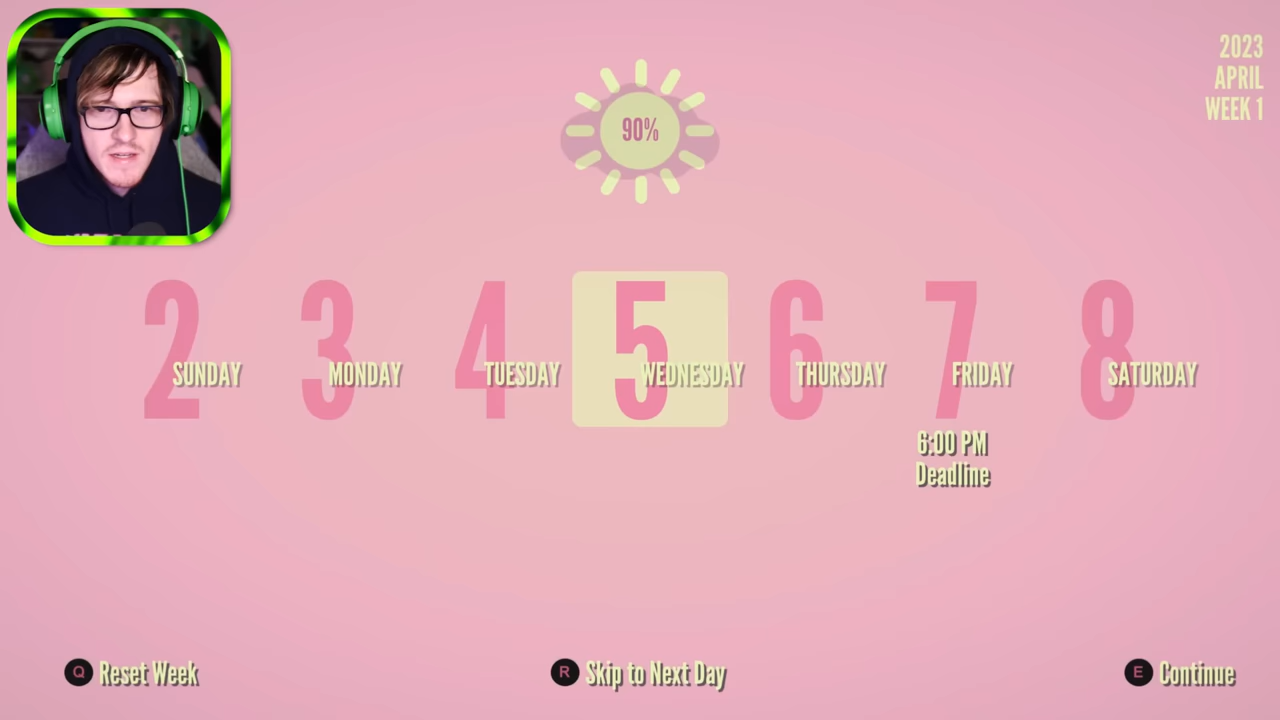 2023
APRIL
WEEK 1
90%
2 3 4 5 6 7 8
SUNDAY MONDAY TUESDAY WEDNESDAY THURSDAY FRIDAY SATURDAY
6:00 PM
Deadline
Q Reset Week
R Skip to Next Day
E Continue